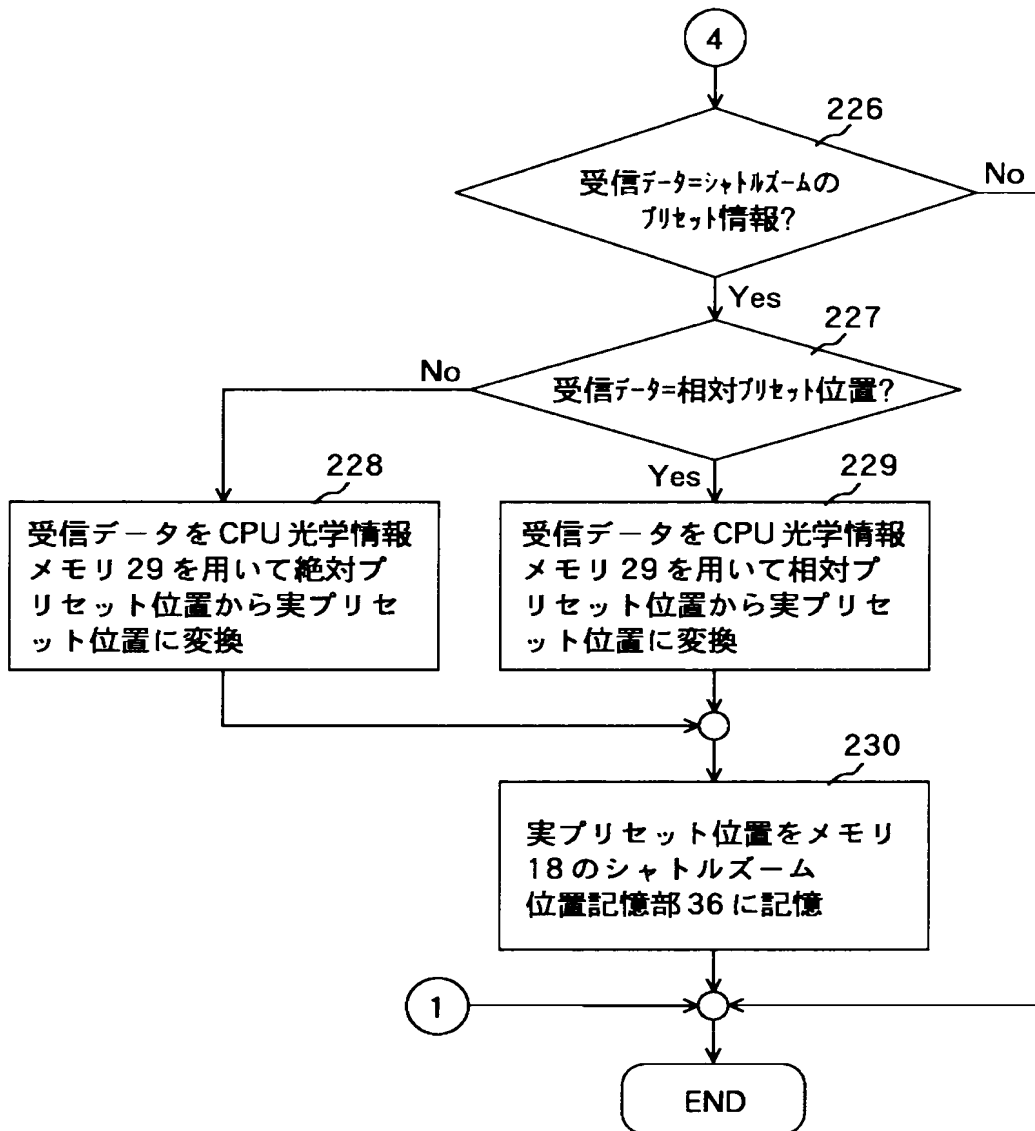 4
226
受信データ=シャトルズームの
プリセット情報?
No
Yes
227
No
受信データ=相対プリセット位置?
Yes
228
受信データをCPU光学情報
メモリ29を用いて絶対プ
リセット位置から実プリセ
ット位置に変換
229
受信データをCPU光学情報
メモリ29を用いて相対プ
リセット位置から実プリセ
ット位置に変換
230
実プリセット位置をメモリ
18のシャトルズーム
位置記憶部36に記憶
1
END